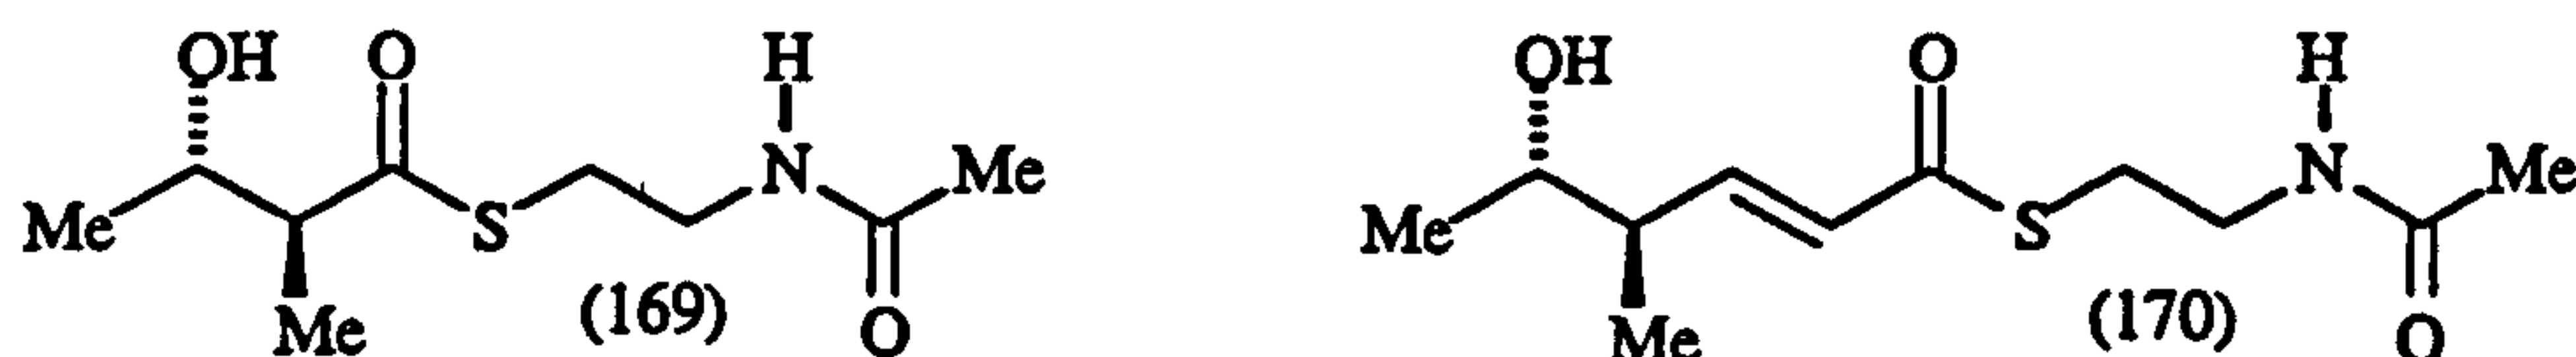 OH O H OH O H
Me S N Me Me S N Me
Me (169) O Me (170) O